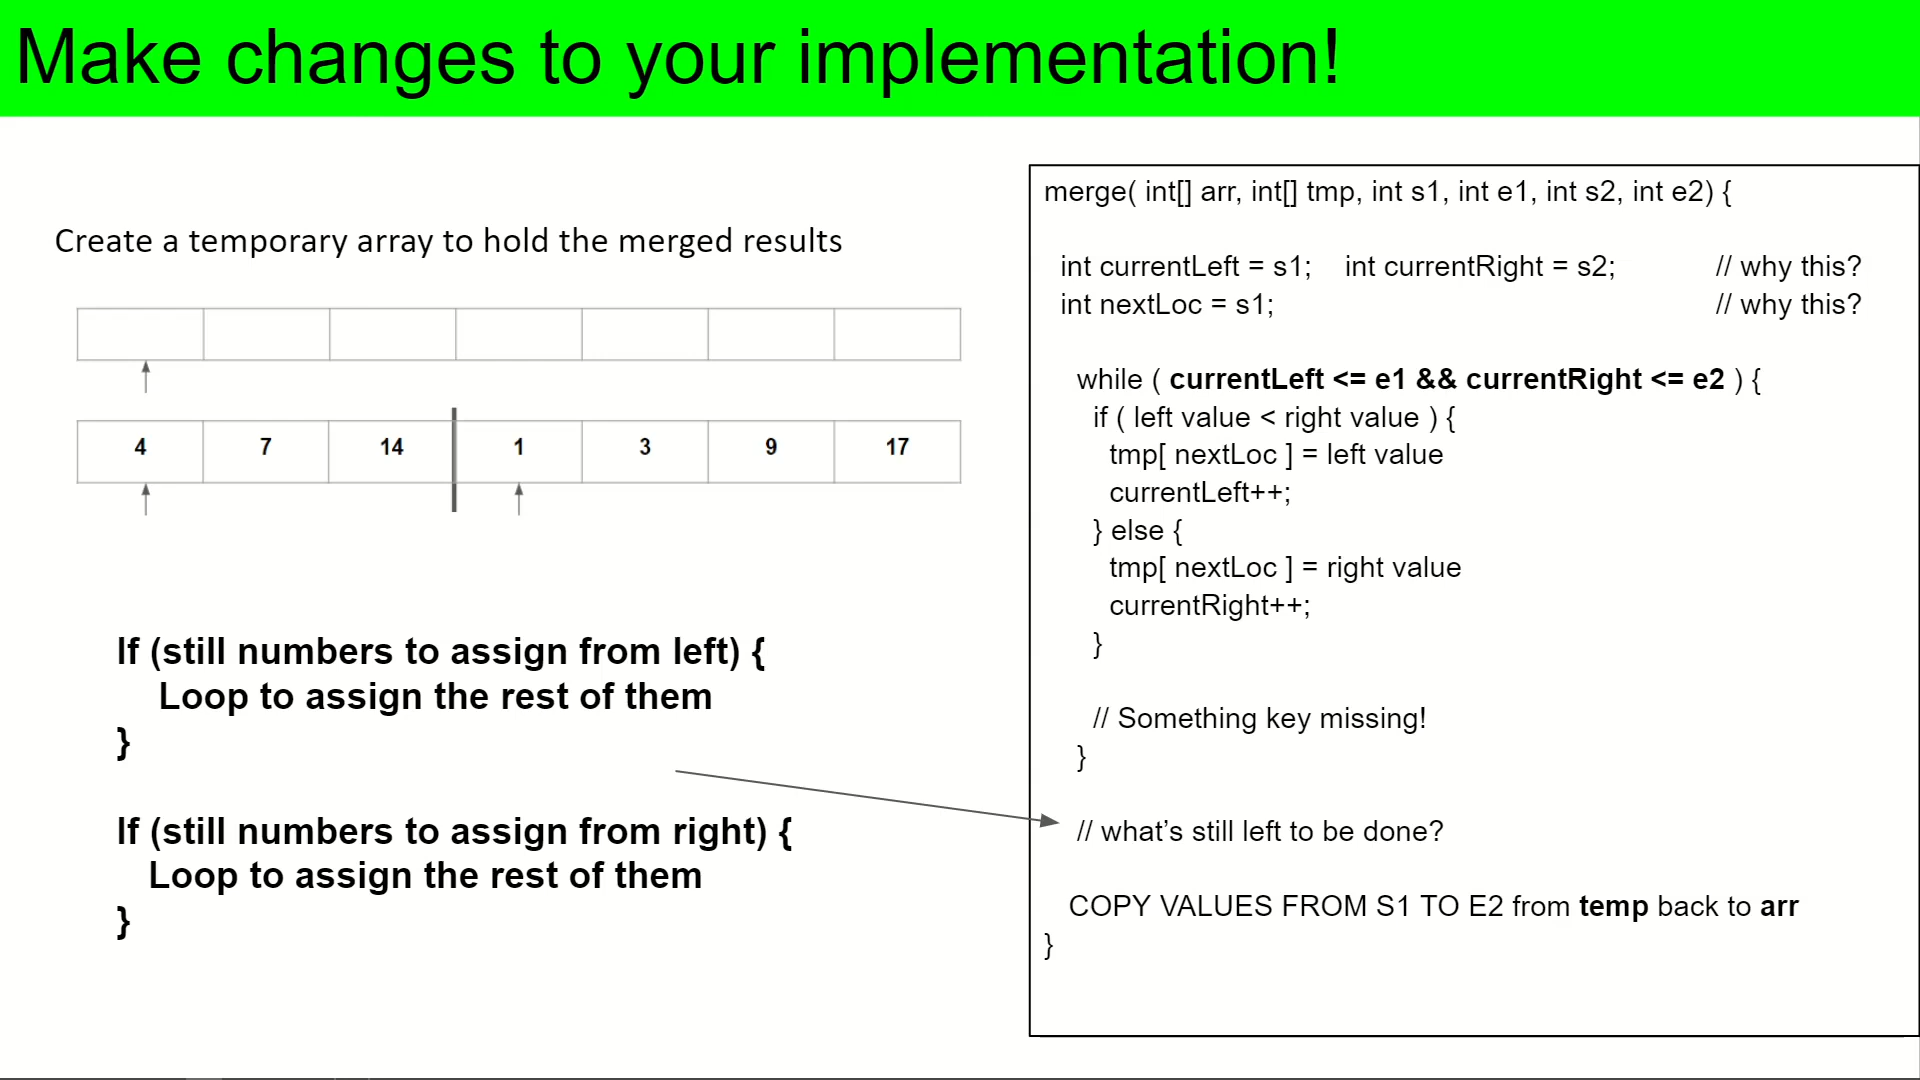 Make changes to your implementation!
Create a temporary array to hold the merged results
4 7 14 1 3 9 17
If (still numbers to assign from left) {
Loop to assign the rest of them
}
If (still numbers to assign from right) {
Loop to assign the rest of them
}
merge( int[] arr, int[] tmp, int s1, int e1, int s2, int e2) {
int currentLeft = s1; int currentRight = s2; // why this?
int nextLoc = s1; // why this?
while ( currentLeft <= e1 && currentRight <= e2 ) {
if ( left value < right value ) {
tmp[ nextLoc ] = left value
currentLeft++;
} else {
tmp[ nextLoc ] = right value
currentRight++;
}
// Something key missing!
}
// what’s still left to be done?
COPY VALUES FROM S1 TO E2 from temp back to arr
}